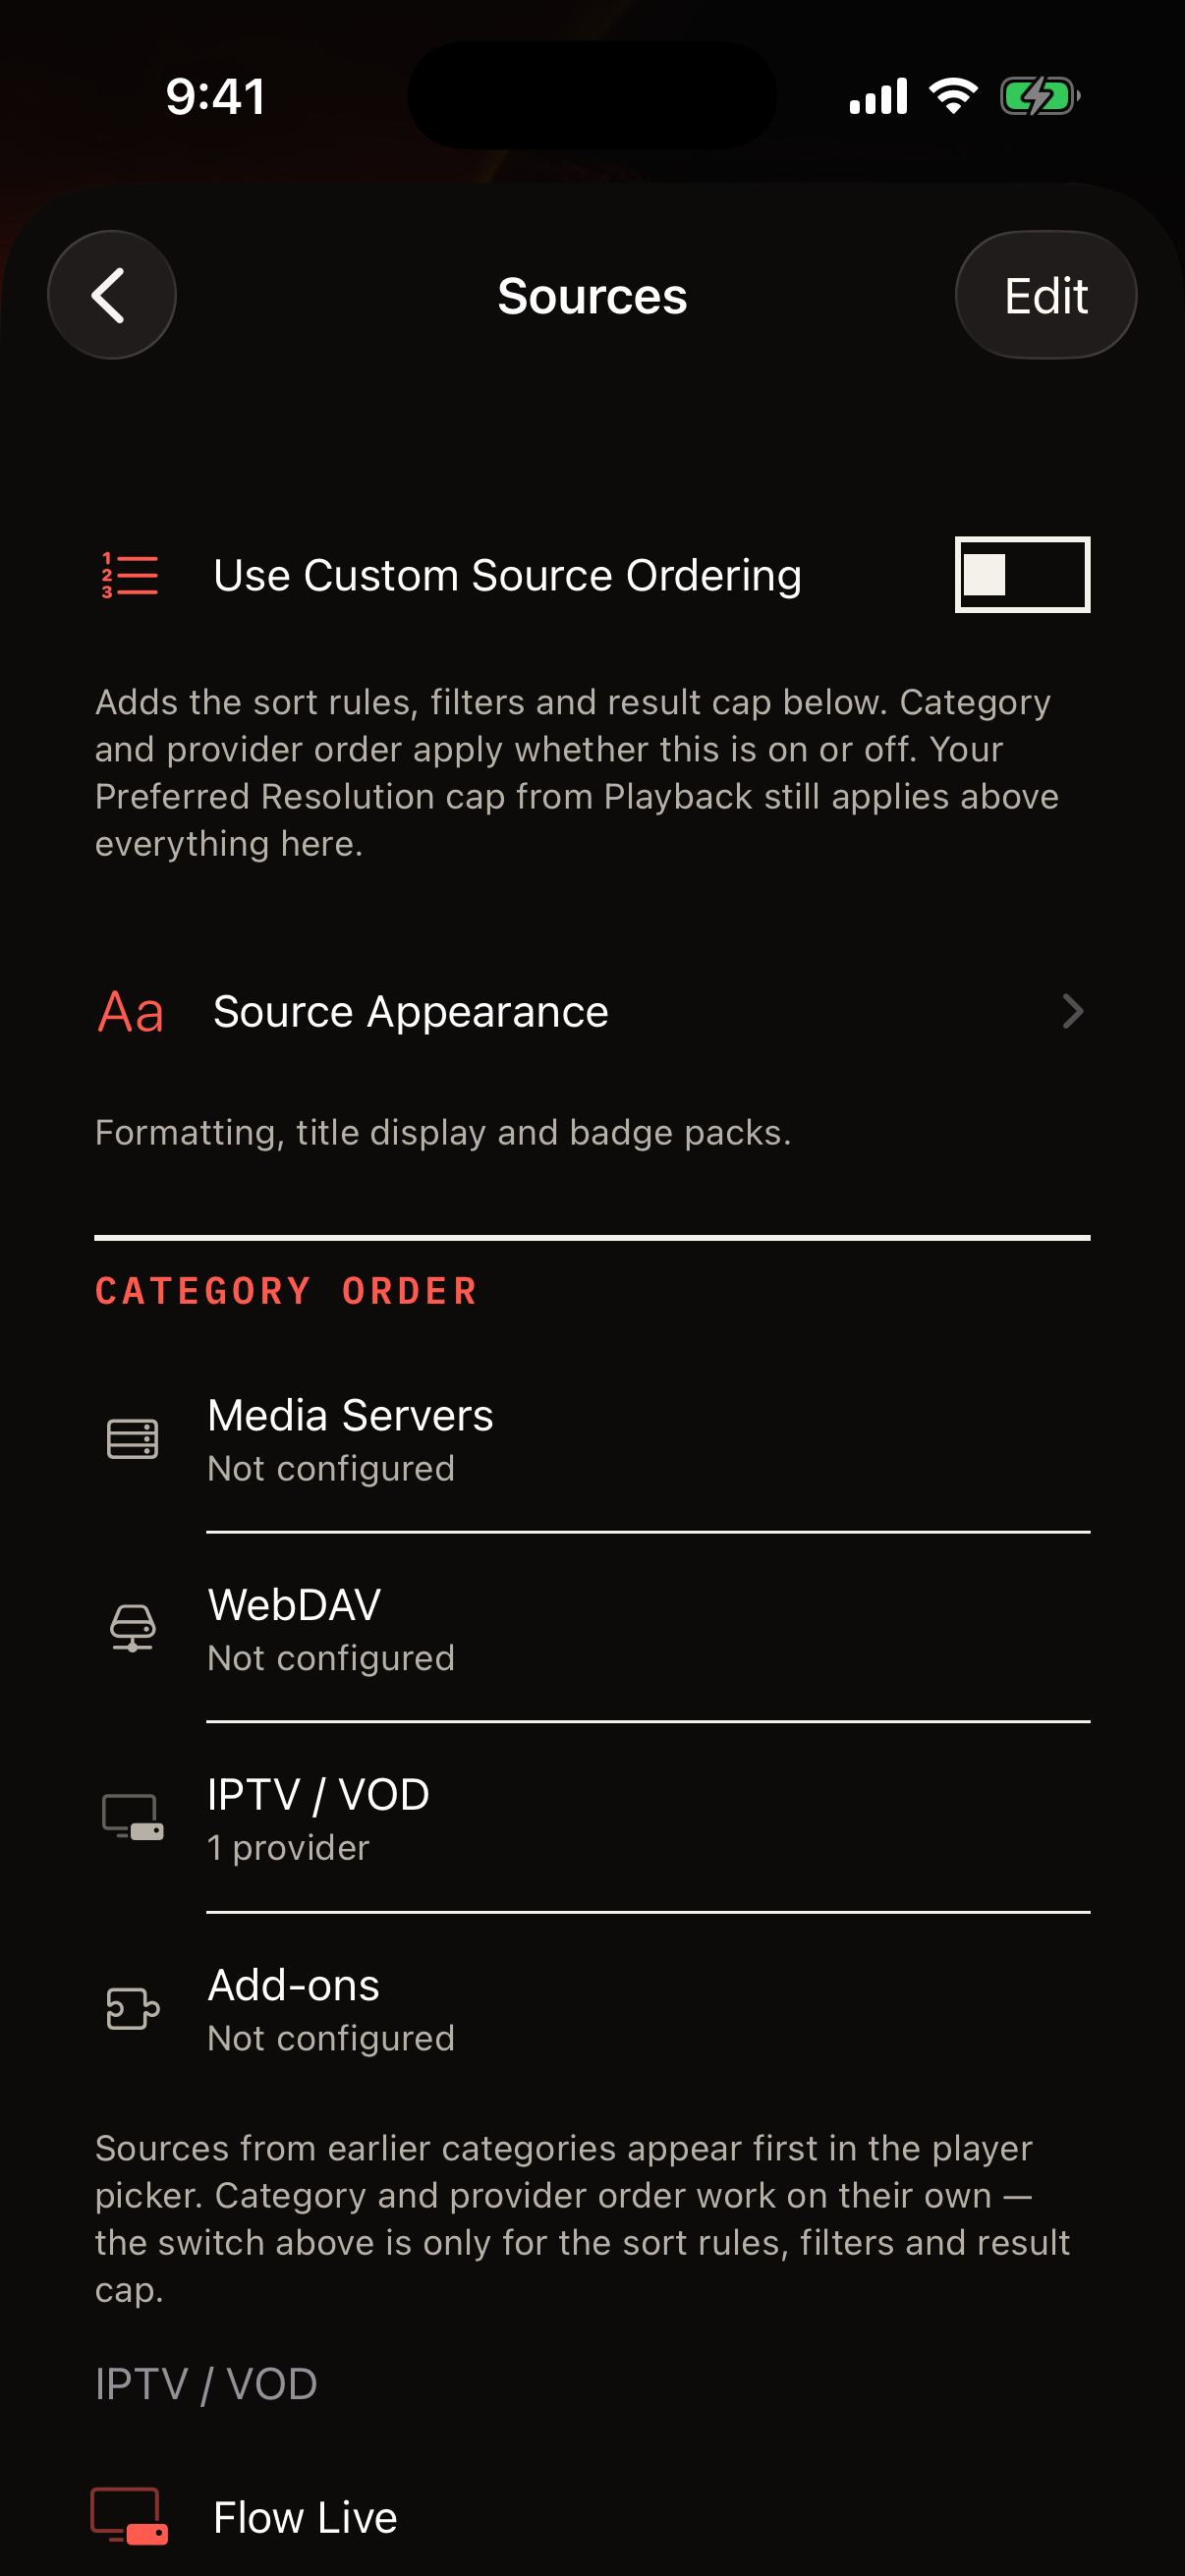 9:41
Sources
Edit
1
2
3
Use Custom Source Ordering
Adds the sort rules, filters and result cap below. Category
and provider order apply whether this is on or off. Your
Preferred Resolution cap from Playback still applies above
everything here.
Aa
Source Appearance
Formatting, title display and badge packs.
CATEGORY ORDER
Media Servers
Not configured
WebDAV
Not configured
IPTV / VOD
1 provider
Add-ons
Not configured
Sources from earlier categories appear first in the player
picker. Category and provider order work on their own —
the switch above is only for the sort rules, filters and result
cap.
IPTV / VOD
Flow Live